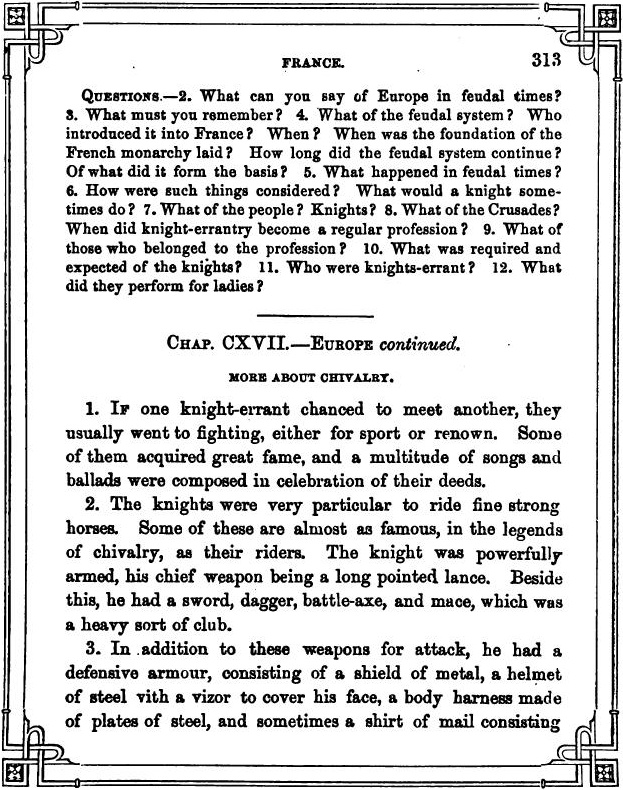 FRANCE. 313
QUESTIONS.—2. What can you say of Europe in feudal times?
3. What must you remember? 4. What of the feudal system? Who
introduced it into France? When? When was the foundation of the
French monarchy laid? How long did the feudal system continue?
Of what did it form the basis? 5. What happened in feudal times?
6. How were such things considered? What would a knight some-
times do? 7. What of the people? Knights? 8. What of the Crusades?
When did knight-errantry become a regular profession? 9. What of
those who belonged to the profession? 10. What was required and
expected of the knights? 11. Who were knights-errant? 12. What
did they perform for ladies?
CHAP. CXVII.—EUROPE continued.
MORE ABOUT CHIVALRY.
1. IF one knight-errant chanced to meet another, they
usually went to fighting, either for sport or renown. Some
of them acquired great fame, and a multitude of songs and
ballads were composed in celebration of their deeds.
2. The knights were very particular to ride fine strong
horses. Some of these are almost as famous, in the legends
of chivalry, as their riders. The knight was powerfully
armed, his chief weapon being a long pointed lance. Beside
this, he had a sword, dagger, battle-axe, and mace, which was
a heavy sort of club.
3. In addition to these weapons for attack, he had a
defensive armour, consisting of a shield of metal, a helmet
of steel vith a vizor to cover his face, a body harness made
of plates of steel, and sometimes a shirt of mail consisting